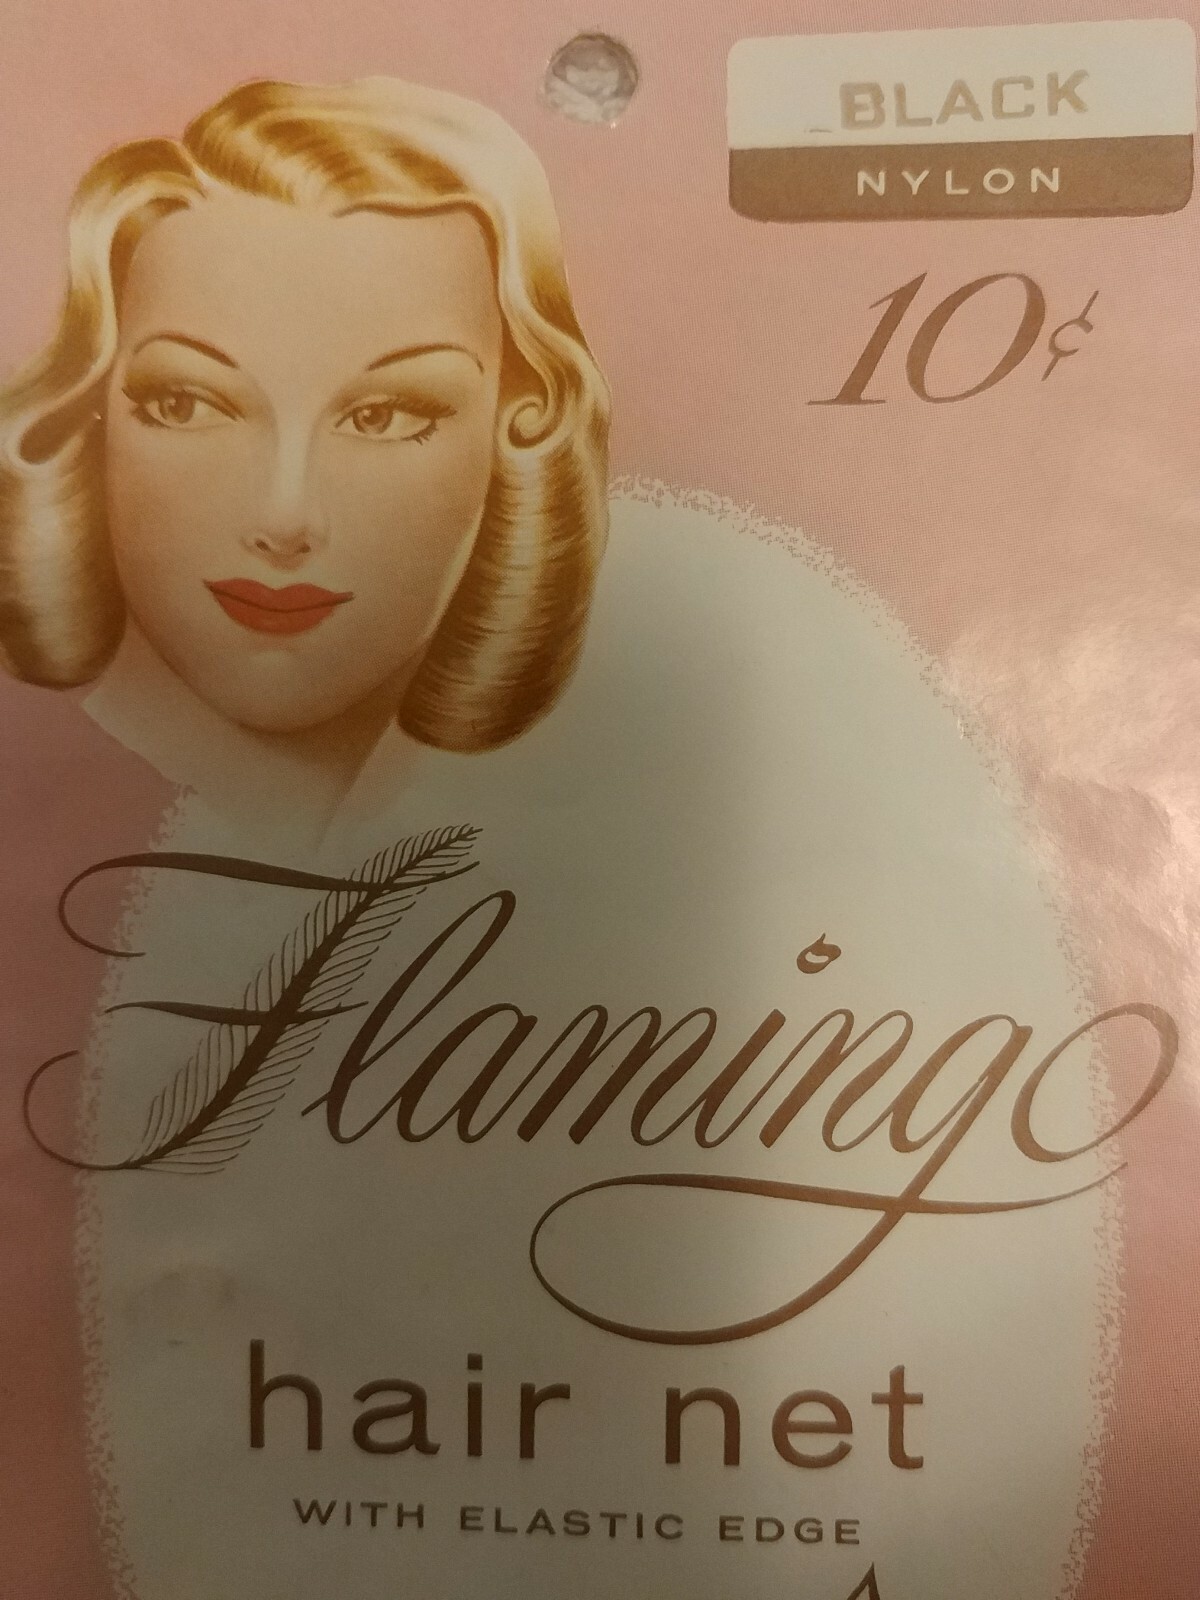 BLACK
NYLON
10¢
Flamingo
hair net
WITH ELASTIC EDGE